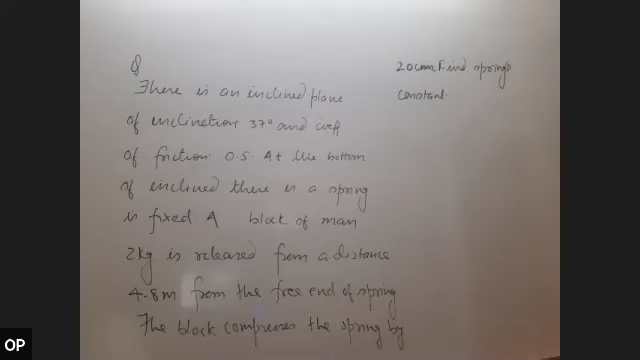 Q
There is an inclined plane
of inclination 37° and coeff
of friction 0.5 At the bottom
of inclined there is a spring
is fixed. A block of mass
2kg is released from a distance
4.8m from the free end of spring
The block compresses the spring by
20cm. Find spring
constant.
OP